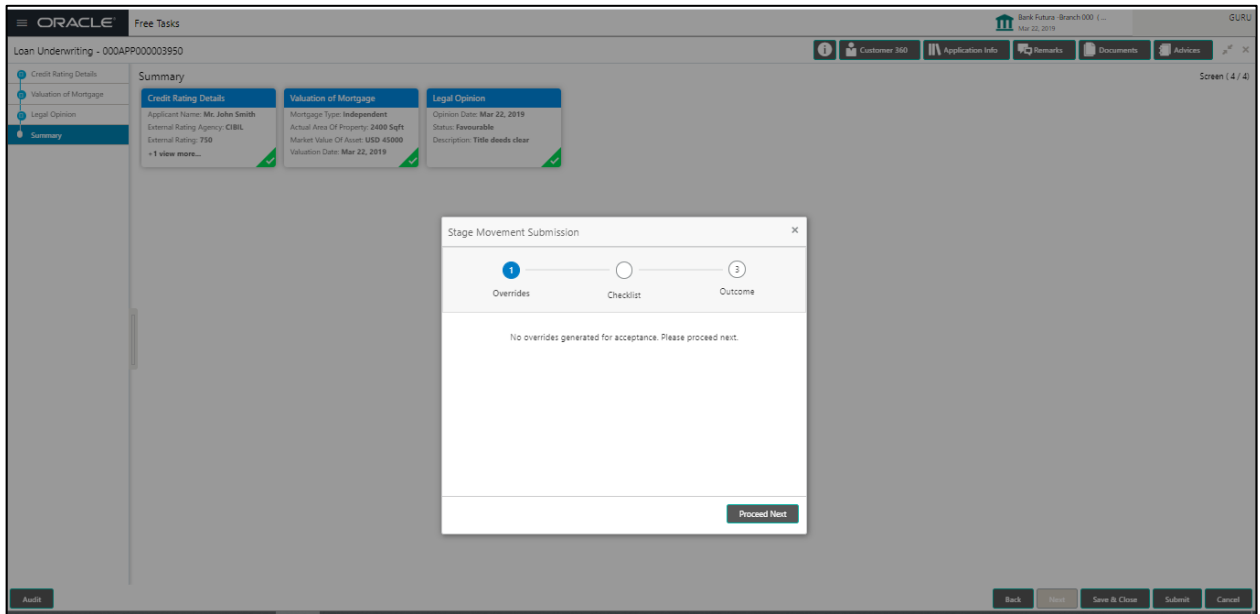 ORACLE®
Free Tasks
Bank Futura -Branch 000 (...
Mar 22, 2019
GURU
Loan Underwriting - 000APP000003950
Customer 360
Application Info
Remarks
Documents
Advices
Credit Rating Details
Valuation of Mortgage
Legal Opinion
Summary
Summary
Screen ( 4 / 4)
Credit Rating Details
Applicant Name: Mr. John Smith
External Rating Agency: CIBIL
External Rating: 750
+1 view more...
Valuation of Mortgage
Mortgage Type: Independent
Actual Area Of Property: 2400 Sqft
Market Value Of Asset: USD 45000
Valuation Date: Mar 22, 2019
Legal Opinion
Opinion Date: Mar 22, 2019
Status: Favourable
Description: Title deeds clear
Stage Movement Submission
1
3
Overrides
Checklist
Outcome
No overrides generated for acceptance. Please proceed next.
Proceed Next
Audit
Back
Next
Save & Close
Submit
Cancel